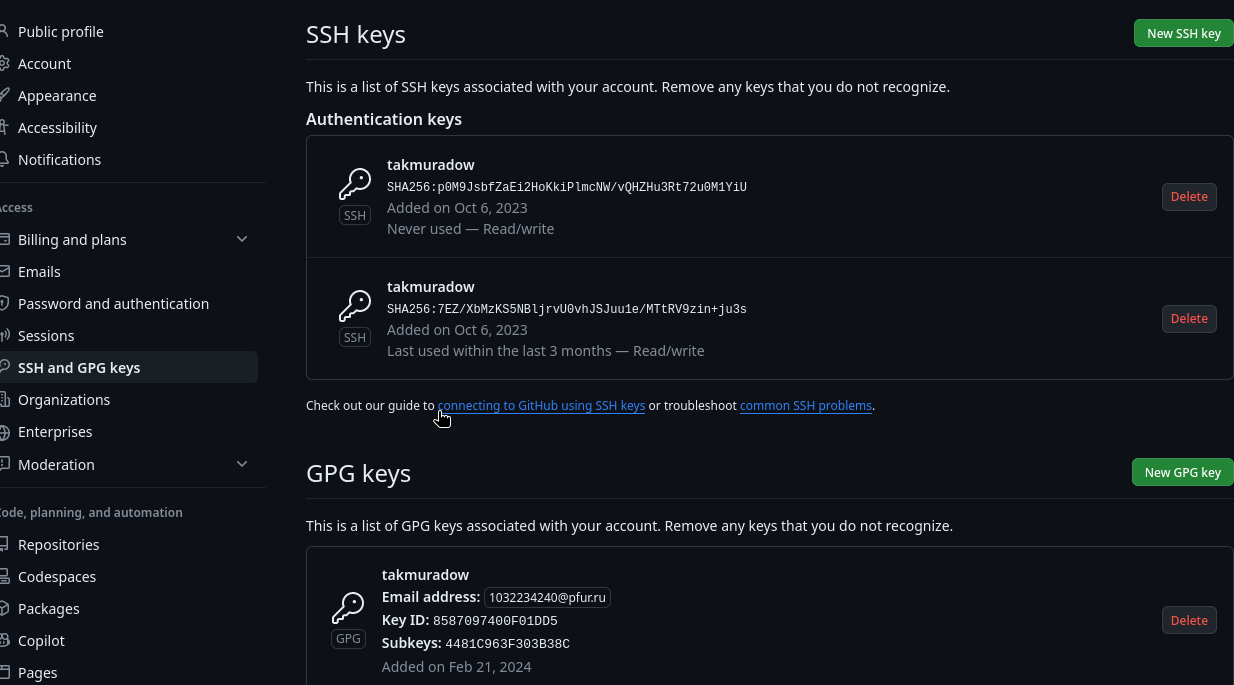 Public profile
Account
Appearance
Accessibility
Notifications
Access
Billing and plans
Emails
Password and authentication
Sessions
SSH and GPG keys
Organizations
Enterprises
Moderation
Code, planning, and automation
Repositories
Codespaces
Packages
Copilot
Pages
SSH keys
New SSH key
This is a list of SSH keys associated with your account. Remove any keys that you do not recognize.
Authentication keys
takmuradow
SHA256:p0M9JsbfZaEi2HoKkiPlmcNW/vQHZHu3Rt72u0M1YiU
Added on Oct 6, 2023
Never used — Read/write
SSH
Delete
takmuradow
SHA256:7EZ/XbMzKS5NBljrvU0vhJSJuu1e/MTtRV9zin+ju3s
Added on Oct 6, 2023
Last used within the last 3 months — Read/write
SSH
Delete
Check out our guide to connecting to GitHub using SSH keys or troubleshoot common SSH problems.
GPG keys
New GPG key
This is a list of GPG keys associated with your account. Remove any keys that you do not recognize.
takmuradow
Email address: 1032234240@pfur.ru
Key ID: 8587097400F01DD5
Subkeys: 4481C963F303B38C
Added on Feb 21, 2024
GPG
Delete